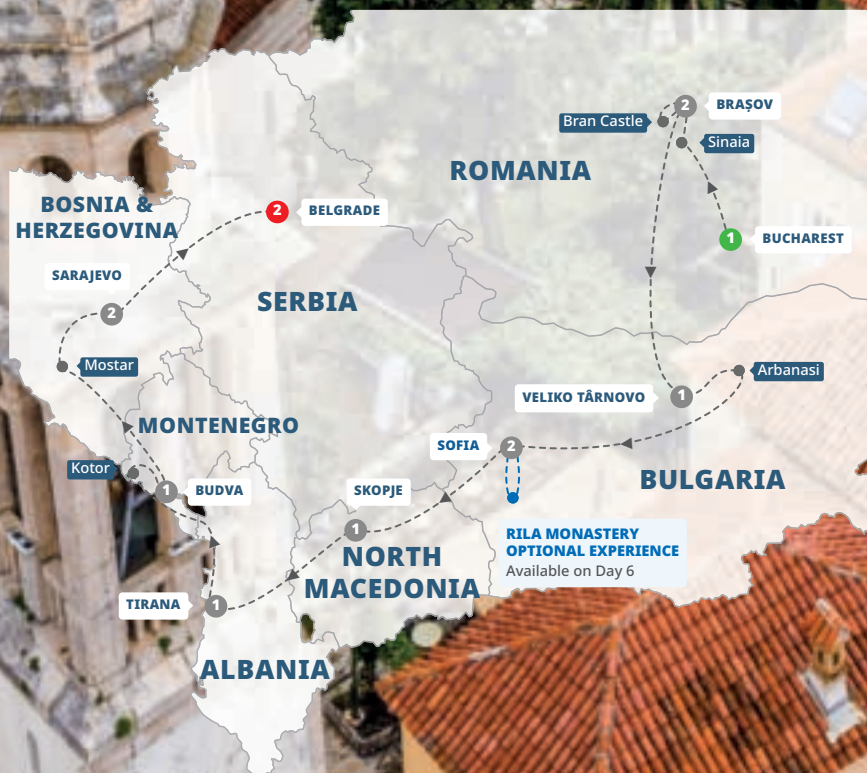 2
BRAȘOV
Bran Castle
Sinaia
ROMANIA
BOSNIA &
HERZEGOVINA
2
BELGRADE
1
BUCHAREST
SARAJEVO
2
SERBIA
Mostar
Arbanasi
VELIKO TÂRNOVO
1
MONTENEGRO
SOFIA
2
Kotor
1
BUDVA
SKOPJE
BULGARIA
1
RILA MONASTERY
OPTIONAL EXPERIENCE
Available on Day 6
NORTH
MACEDONIA
TIRANA
1
ALBANIA